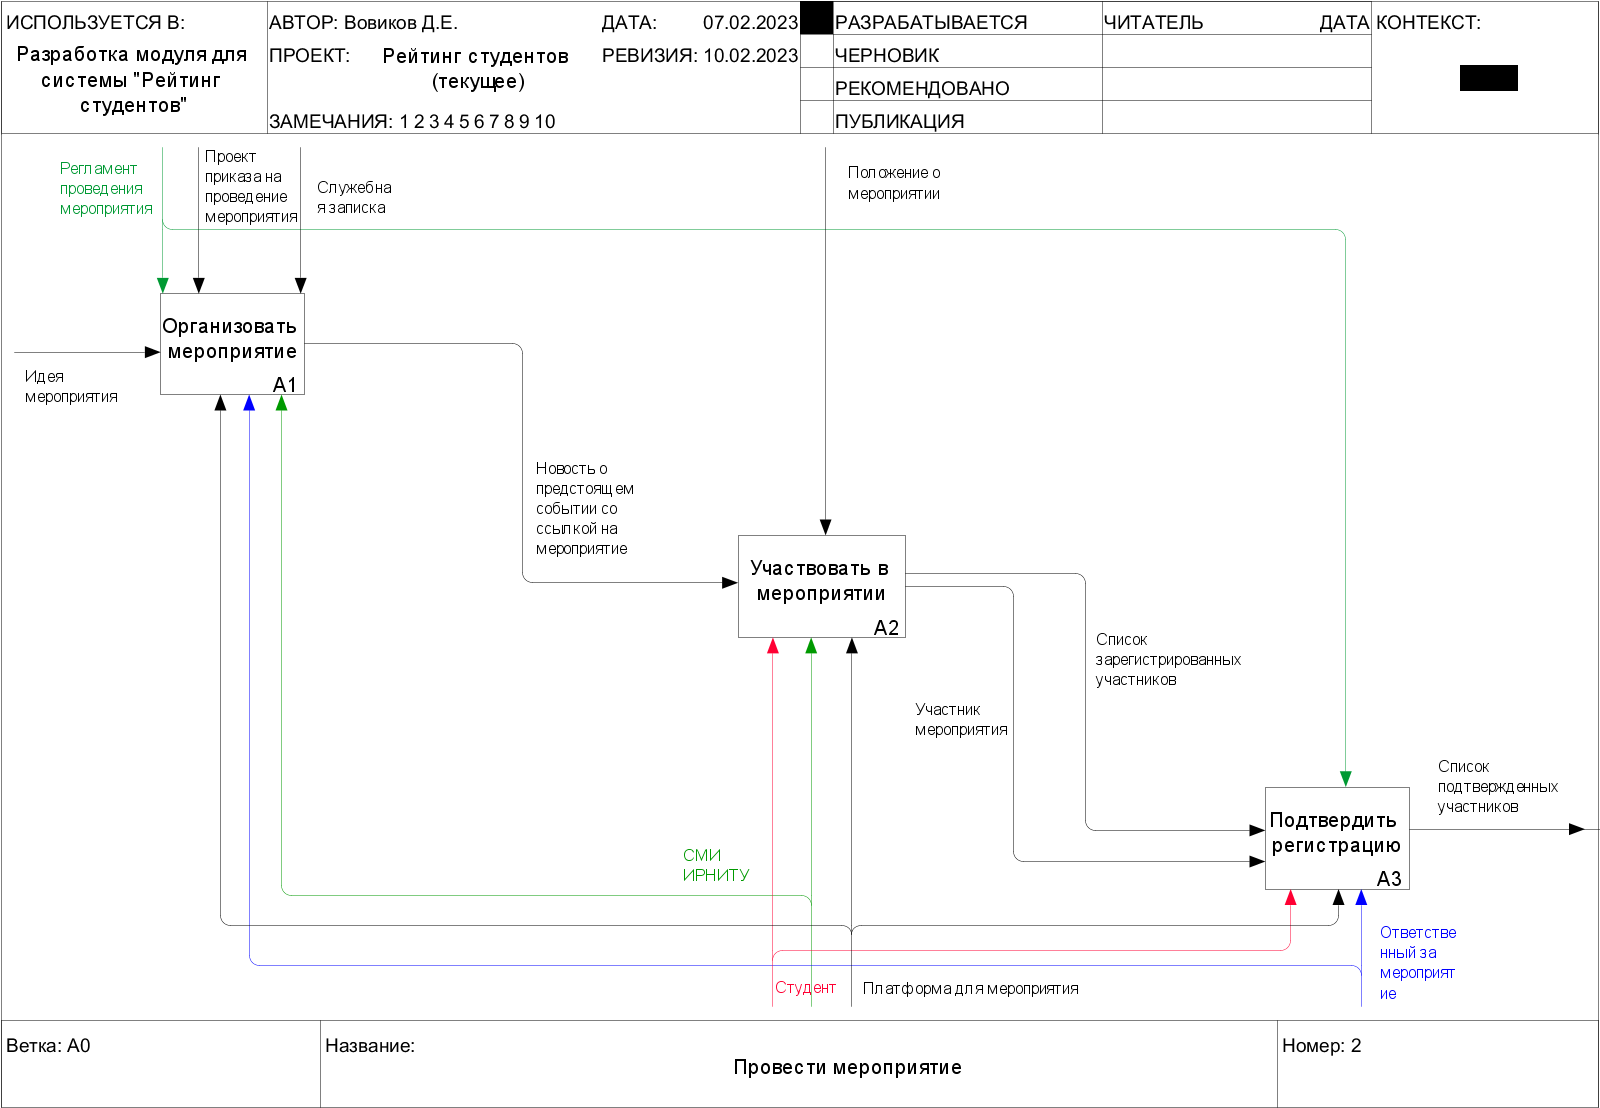 ИСПОЛЬЗУЕТСЯ В:
Разработка модуля для
системы "Рейтинг
студентов"
АВТОР: Вовиков Д.Е.
ДАТА: 07.02.2023
ПРОЕКТ: Рейтинг студентов
(текущее)
РЕВИЗИЯ: 10.02.2023
ЗАМЕЧАНИЯ: 1 2 3 4 5 6 7 8 9 10
РАЗРАБАТЫВАЕТСЯ
ЧЕРНОВИК
РЕКОМЕНДОВАНО
ПУБЛИКАЦИЯ
ЧИТАТЕЛЬ
ДАТА
КОНТЕКСТ:
Регламент
проведения
мероприятия
Проект
приказа на
проведение
мероприятия
Служебна
я записка
Положение о
мероприятии
Организовать
мероприятие
A1
Идея
мероприятия
Новость о
предстоящем
событии со
ссылкой на
мероприятие
Участвовать в
мероприятии
A2
Список
зарегистрированных
участников
Участник
мероприятия
Список
подтвержденных
участников
Подтвердить
регистрацию
A3
СМИ
ИРНИТУ
Ответстве
нный за
мероприят
ие
Студент
Платформа для мероприятия
Ветка: A0
Название:
Провести мероприятие
Номер: 2